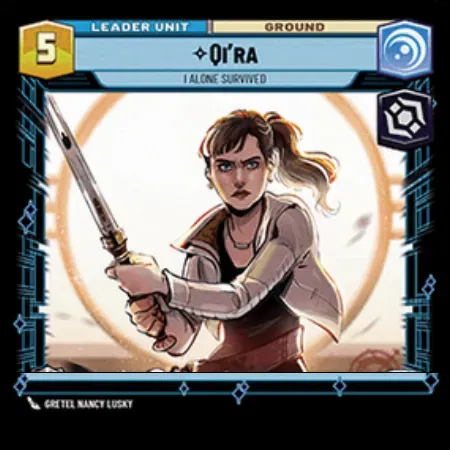 LEADER UNIT
GROUND
5
QI'RA
I ALONE SURVIVED
GRETEL NANCY LUSKY